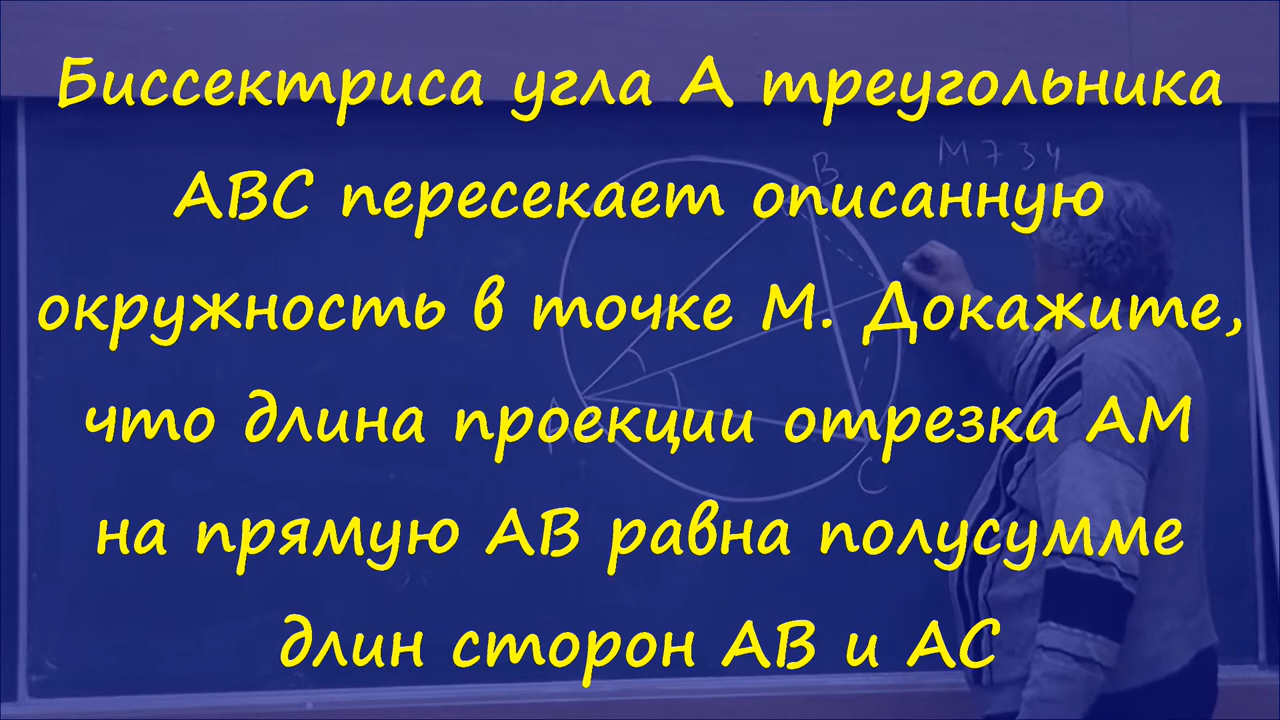 Биссектриса угла А треугольника
АВС пересекает описанную
окружность в точке М. Докажите,
что длина проекции отрезка АМ
на прямую АВ равна полусумме
длин сторон АВ и АС
М734
В
А
С